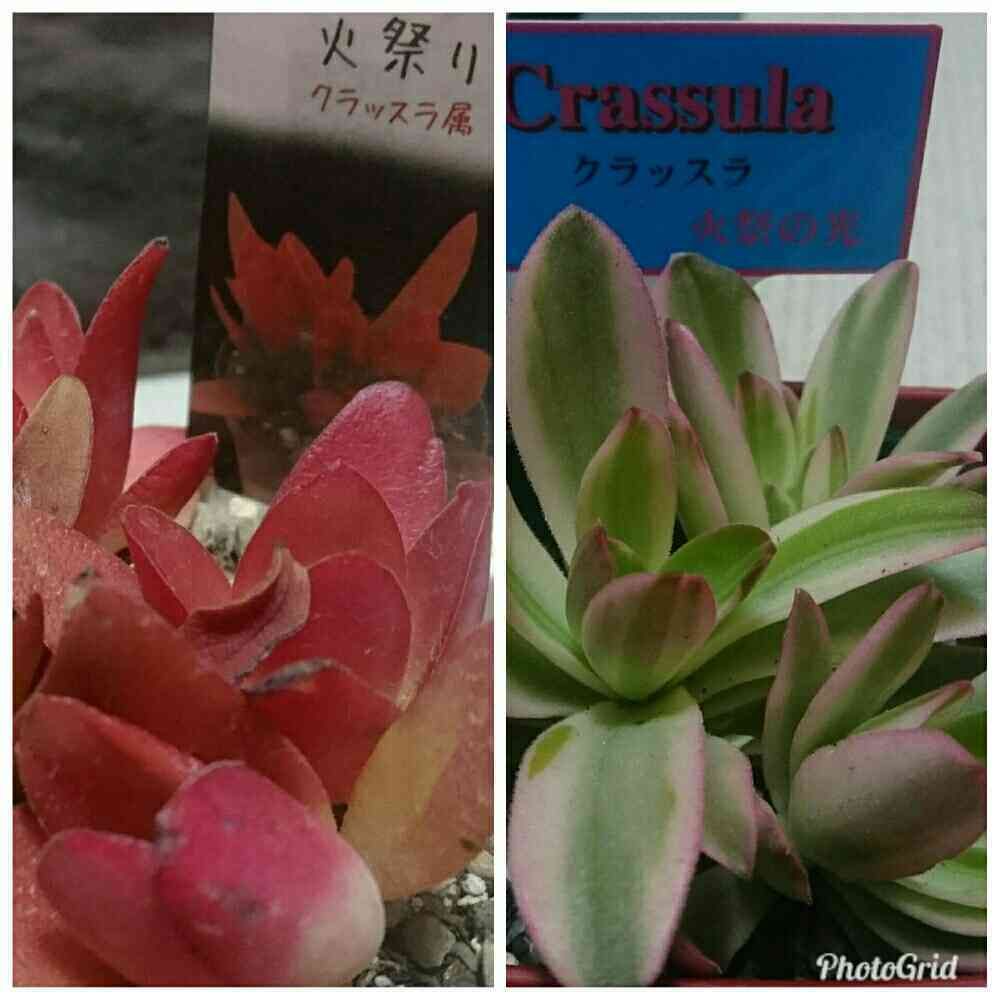 火祭り
クラッスラ属
Crassula
クラッスラ
火祭の光
PhotoGrid